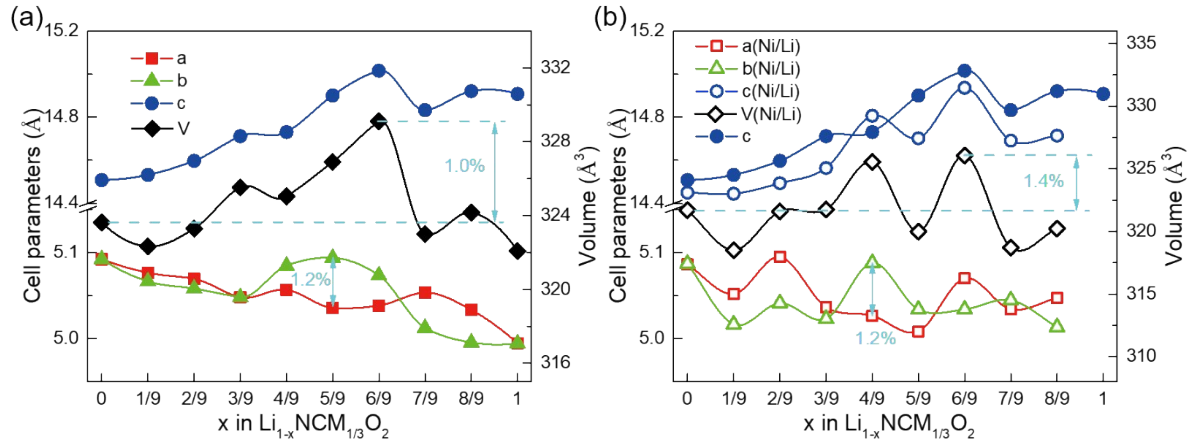 (a)
15.2
14.8
14.4
5.1
5.0
Cell parameters (Å)
a
b
c
V
1.0%
1.2%
332
328
324
320
316
Volume (Å³)
0 1/9 2/9 3/9 4/9 5/9 6/9 7/9 8/9 1
x in Li₁₋ₓNCM₁/₃O₂
(b)
15.2
14.8
14.4
5.1
5.0
Cell parameters (Å)
a(Ni/Li)
b(Ni/Li)
c(Ni/Li)
V(Ni/Li)
c
1.4%
1.2%
335
330
325
320
315
310
Volume (Å³)
0 1/9 2/9 3/9 4/9 5/9 6/9 7/9 8/9 1
x in Li₁₋ₓNCM₁/₃O₂